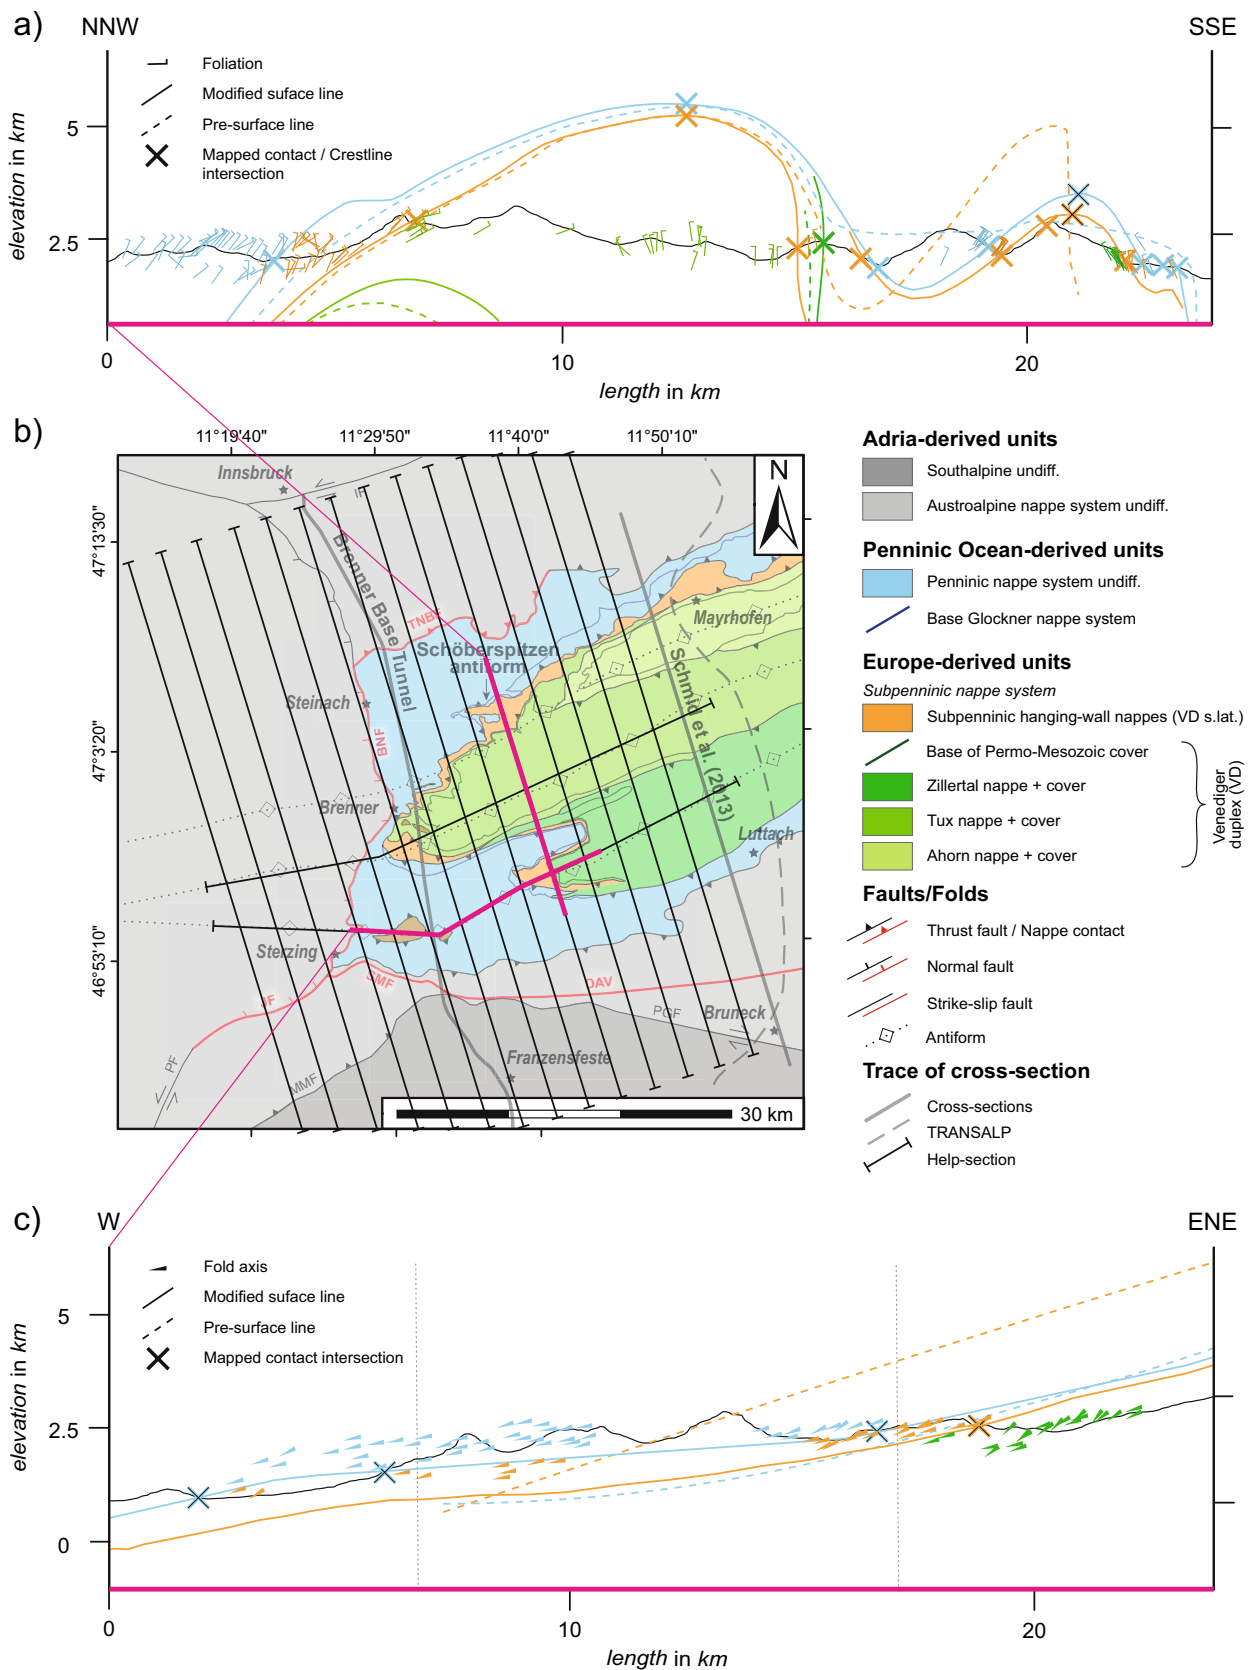 a)
NNW
SSE
Foliation
Modified suface line
Pre-surface line
Mapped contact / Crestline
intersection
elevation in km
5
2.5
0
10
20
length in km
b)
11°19'40"
11°29'50"
11°40'0"
11°50'10"
47°13'30"
47°3'20"
46°53'10"
Innsbruck
IF
N
Brenner Base Tunnel
TNBF
Mayrhofen
Schöberspitzen
antiform
Schmid et al. (2013)
Steinach
BNF
Brenner
Luttach
Sterzing
SMF
DAV
JF
PGF
Bruneck
PF
MMF
Franzensfeste
30 km
Adria-derived units
Southalpine undiff.
Austroalpine nappe system undiff.
Penninic Ocean-derived units
Penninic nappe system undiff.
Base Glockner nappe system
Europe-derived units
Subpenninic nappe system
Subpenninic hanging-wall nappes (VD s.lat.)
Base of Permo-Mesozoic cover
Zillertal nappe + cover
Tux nappe + cover
Ahorn nappe + cover
Venediger
duplex (VD)
Faults/Folds
Thrust fault / Nappe contact
Normal fault
Strike-slip fault
Antiform
Trace of cross-section
Cross-sections
TRANSALP
Help-section
c)
W
ENE
Fold axis
Modified suface line
Pre-surface line
Mapped contact intersection
elevation in km
5
2.5
0
0
10
20
length in km